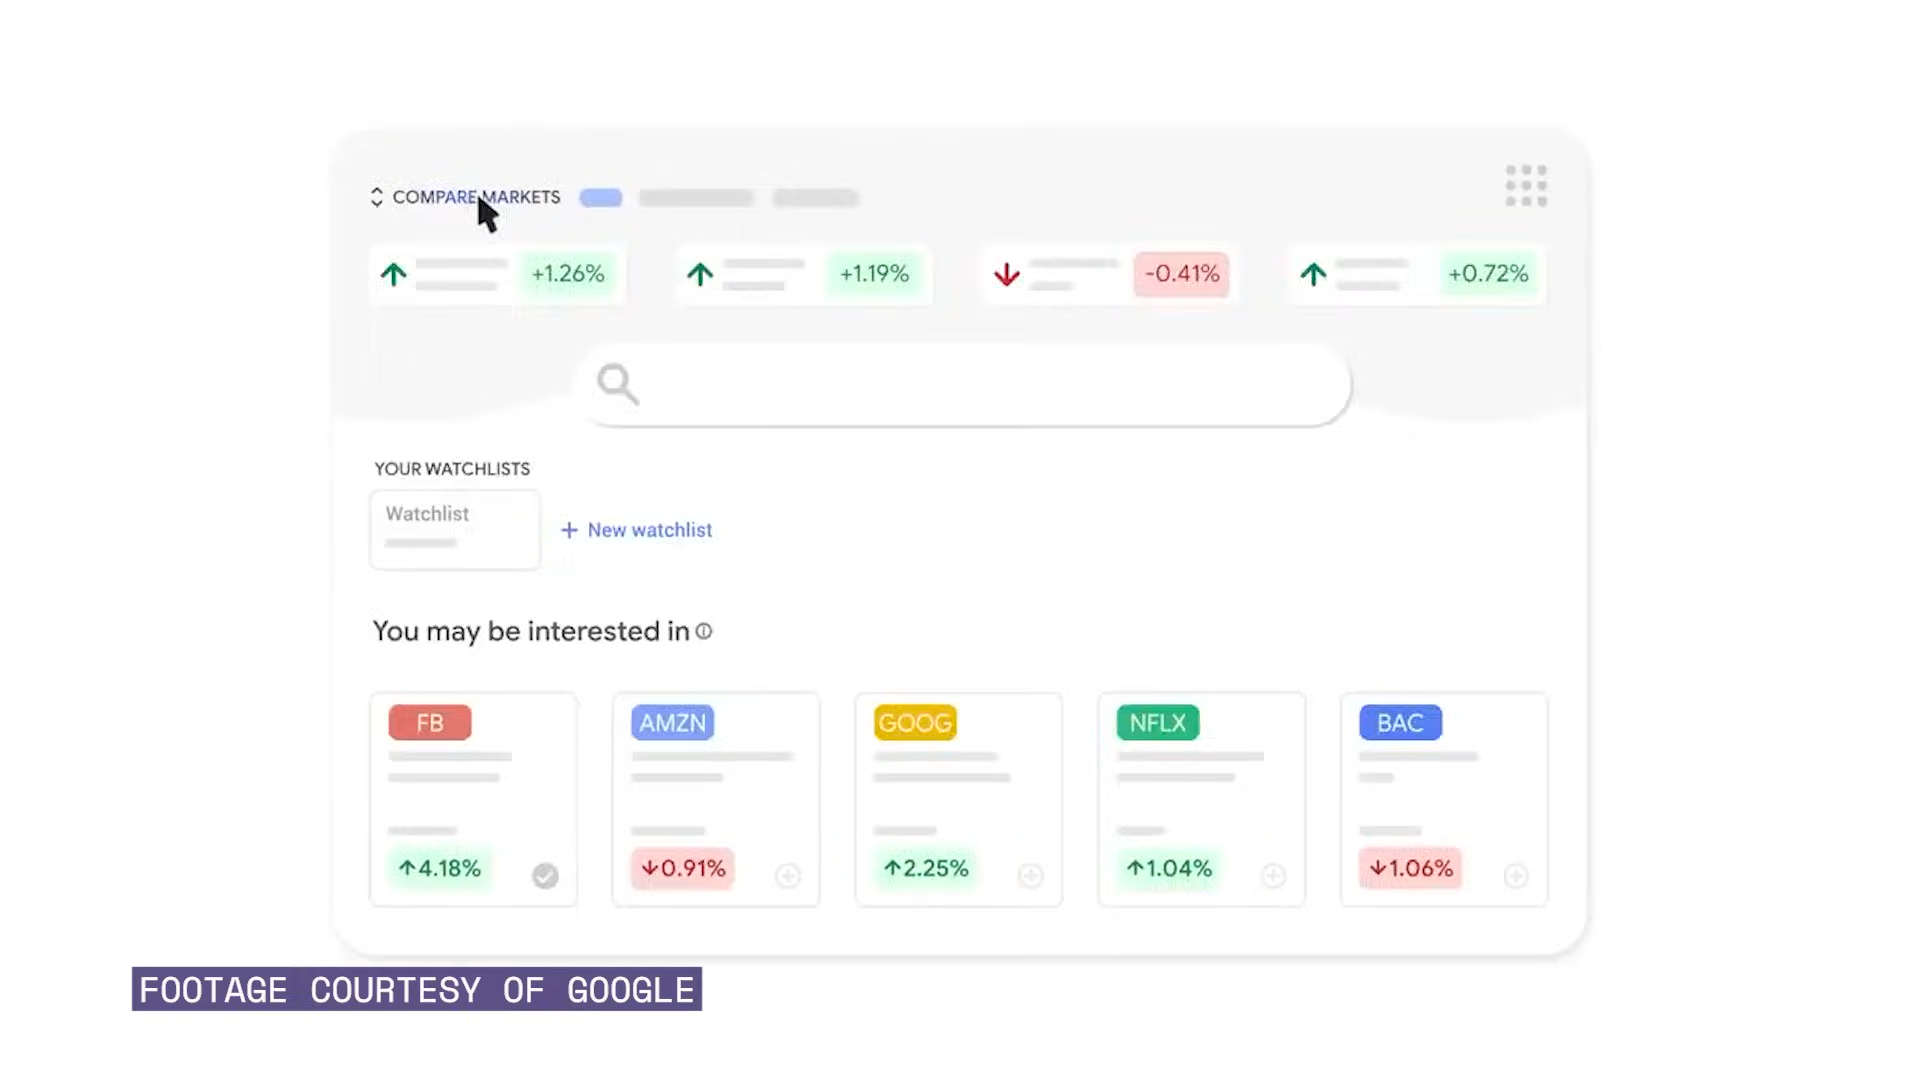 COMPARE MARKETS
+1.26%
+1.19%
-0.41%
+0.72%
YOUR WATCHLISTS
Watchlist
+ New watchlist
You may be interested in
FB
AMZN
GOOG
NFLX
BAC
↑4.18%
↓0.91%
↑2.25%
↑1.04%
↓1.06%
FOOTAGE COURTESY OF GOOGLE